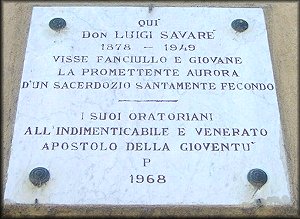 QUI'
DON LUIGI SAVARE'
1878 - 1949
VISSE FANCIULLO E GIOVANE
LA PROMETTENTE AURORA
D'UN SACERDOZIO SANTAMENTE FECONDO
I SUOI ORATORIANI
ALL'INDIMENTICABILE E VENERATO
APOSTOLO DELLA GIOVENTU'
P
1968